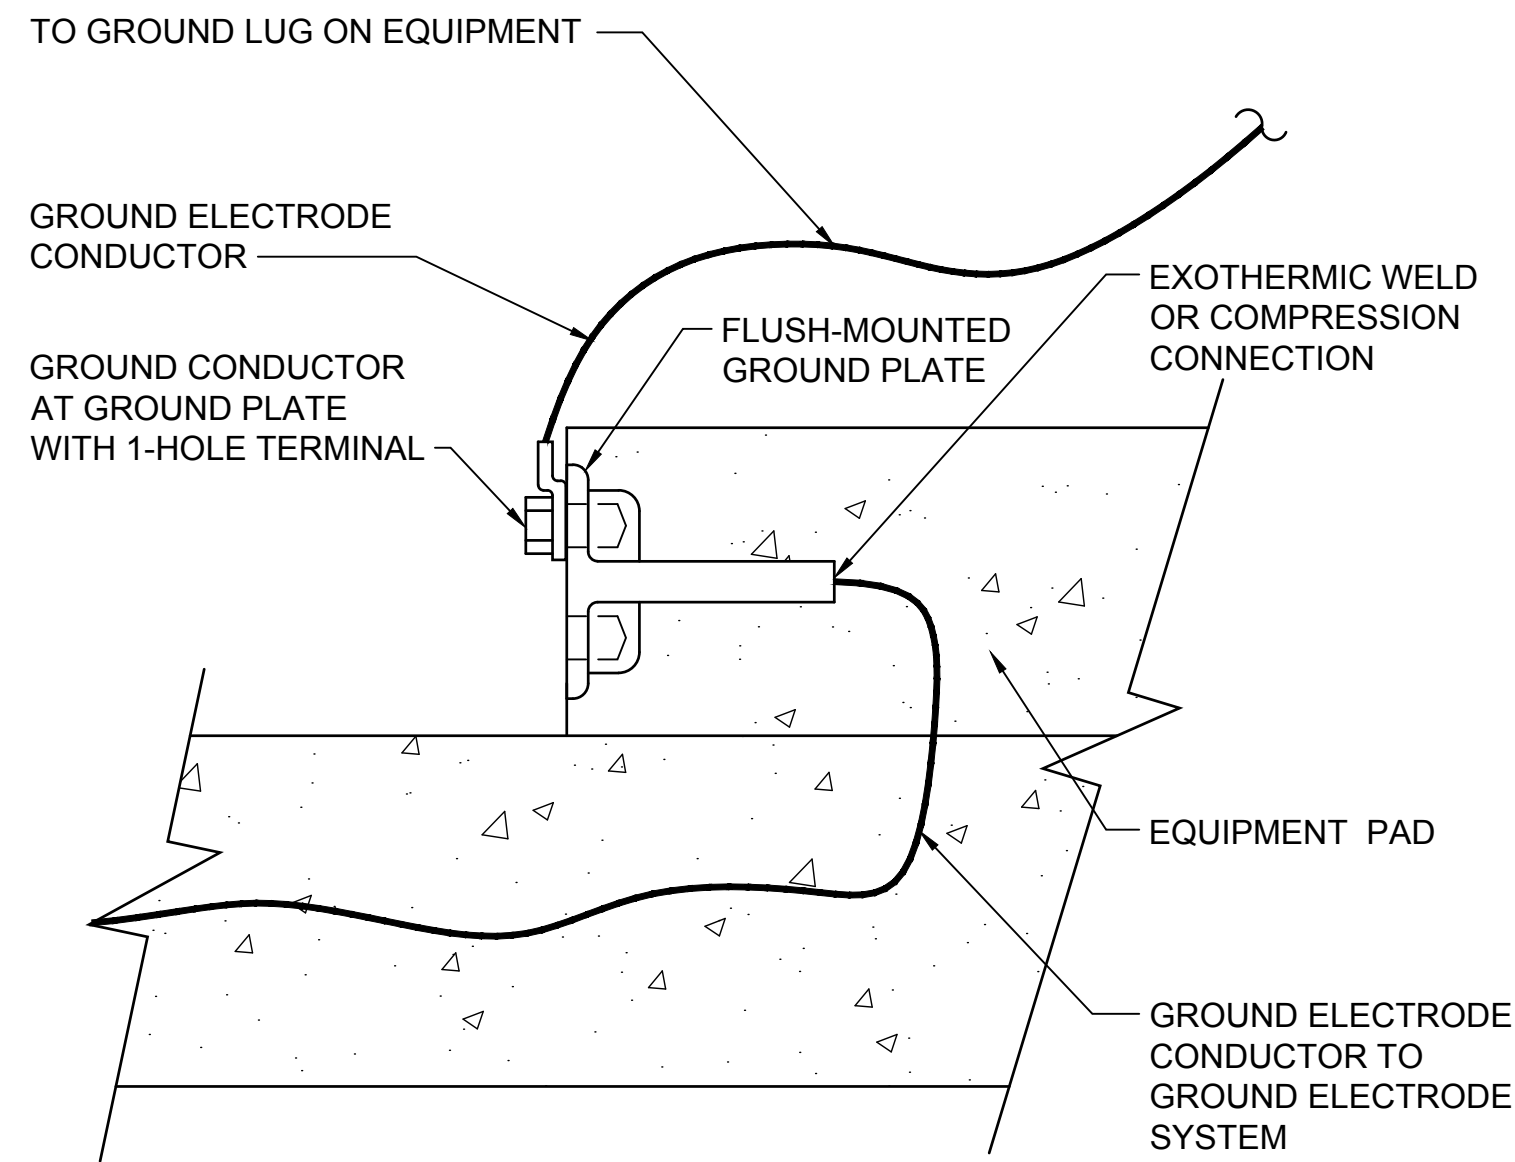 TO GROUND LUG ON EQUIPMENT
GROUND ELECTRODE
CONDUCTOR
GROUND CONDUCTOR
AT GROUND PLATE
WITH 1-HOLE TERMINAL
FLUSH-MOUNTED
GROUND PLATE
EXOTHERMIC WELD
OR COMPRESSION
CONNECTION
EQUIPMENT PAD
GROUND ELECTRODE
CONDUCTOR TO
GROUND ELECTRODE
SYSTEM